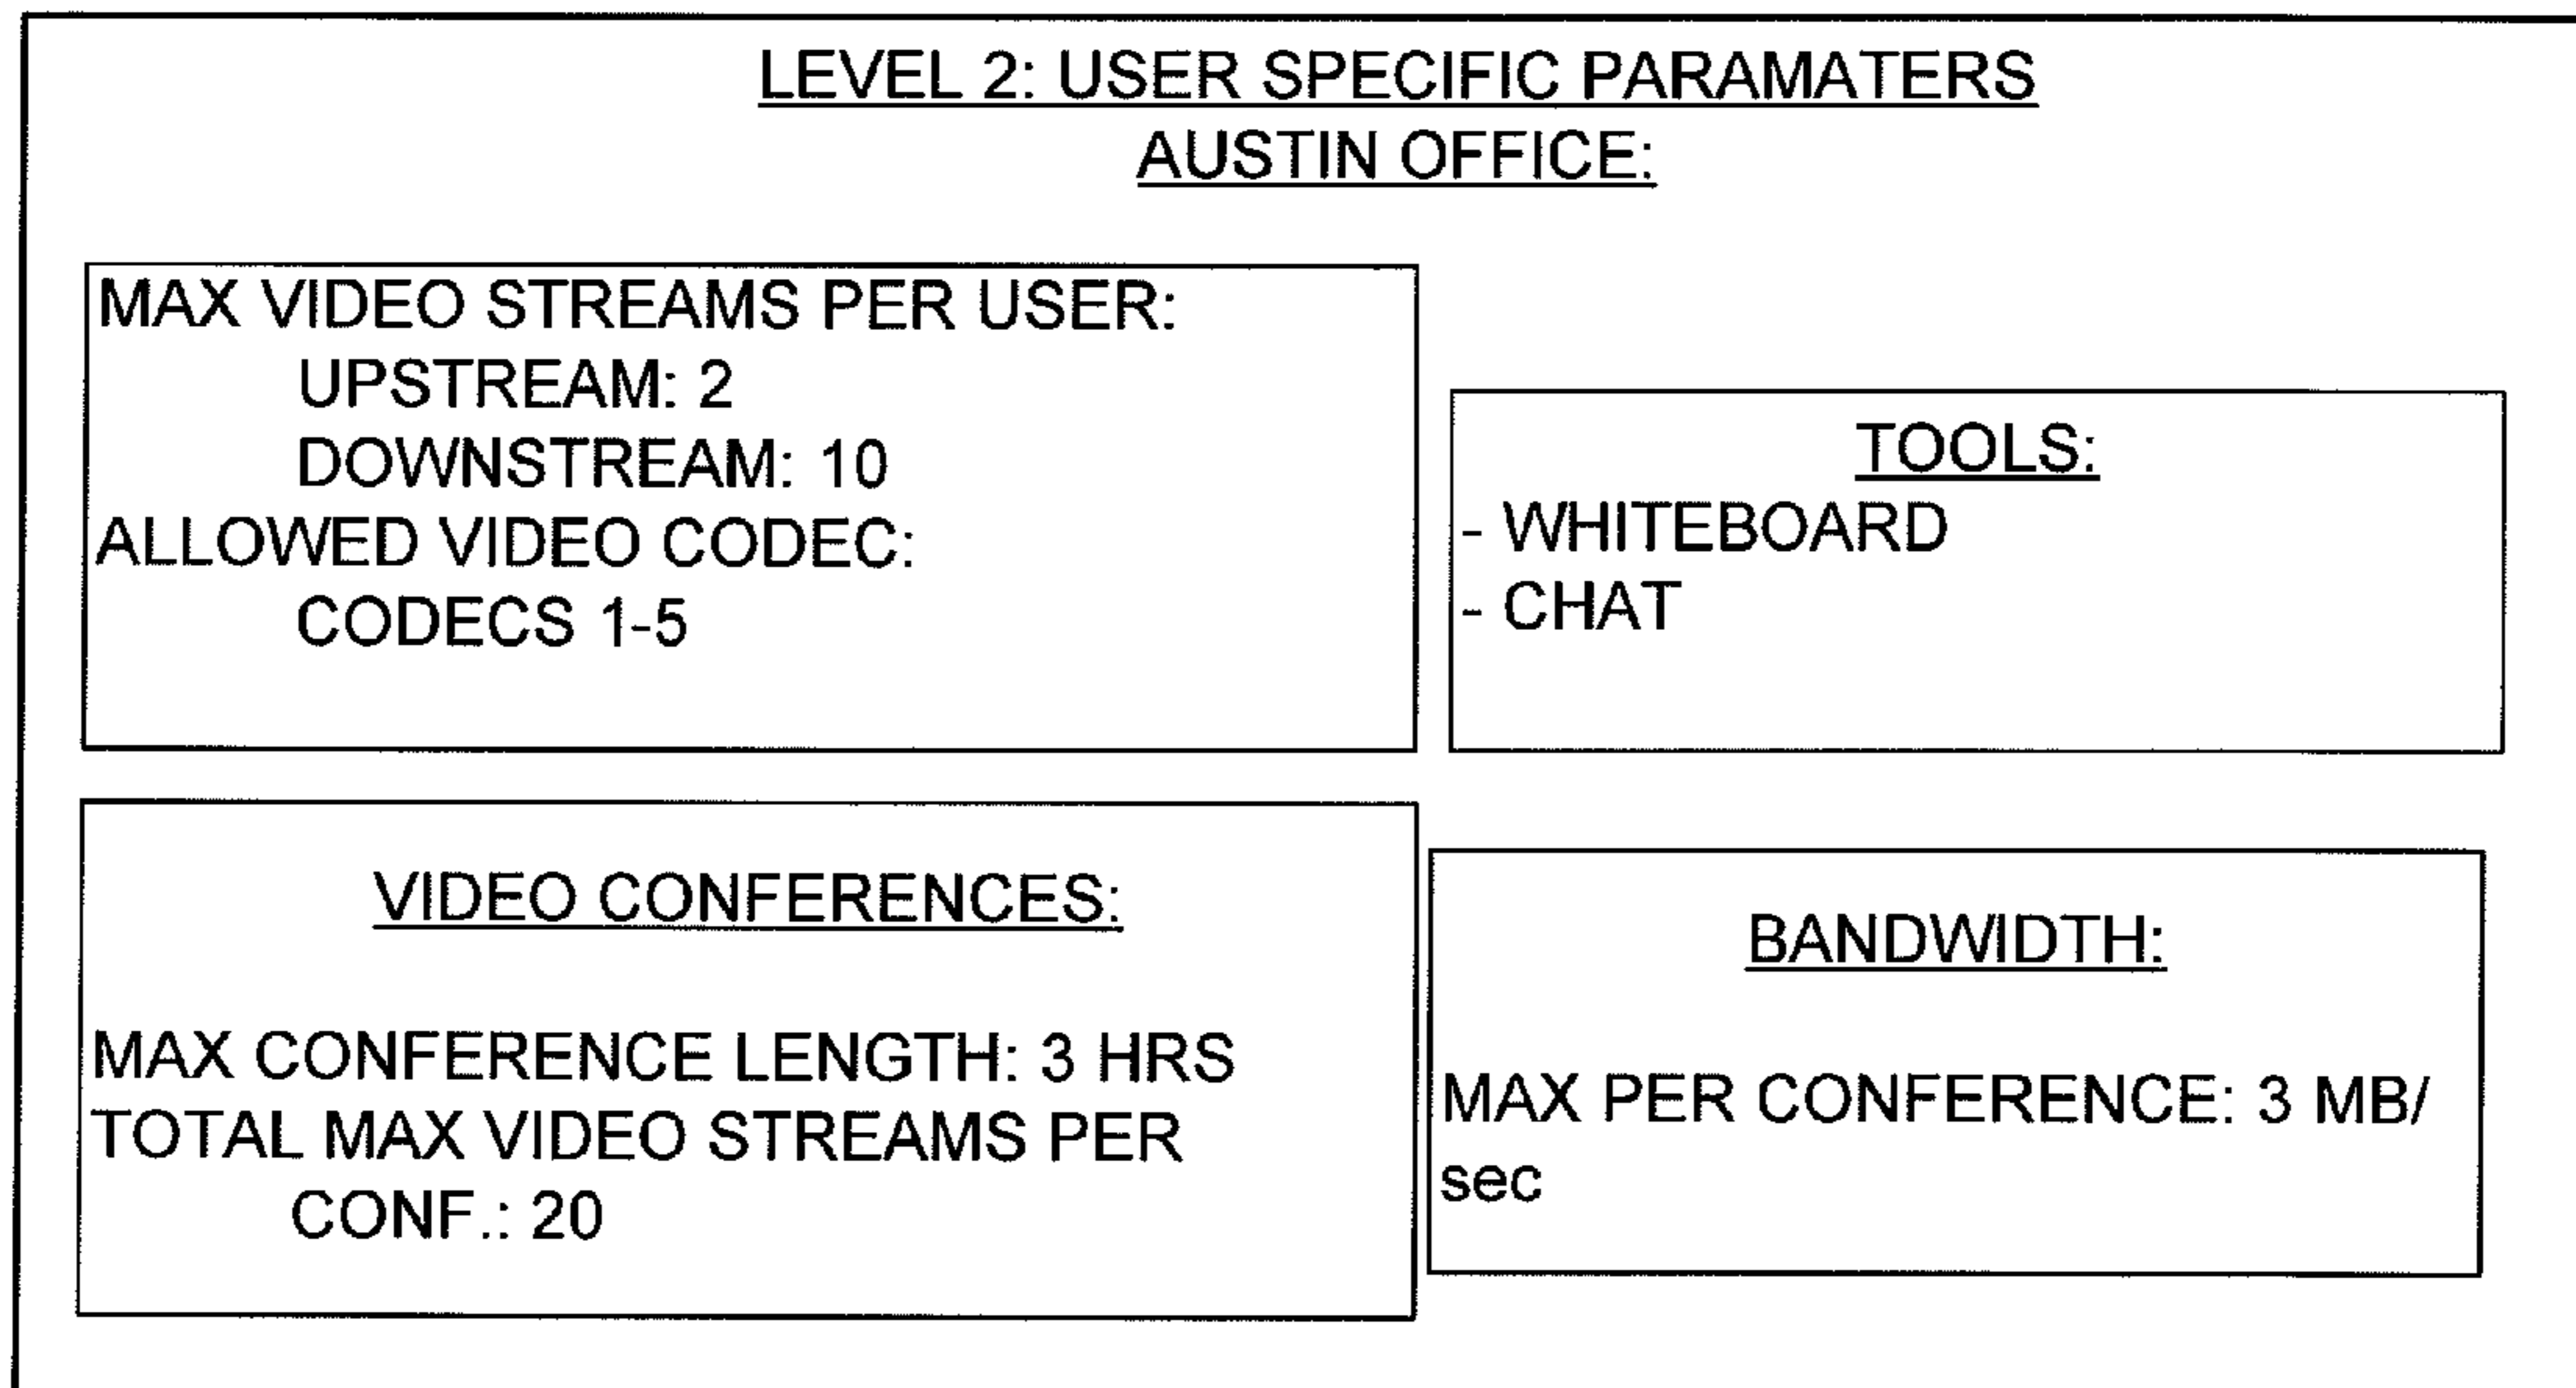 LEVEL 2: USER SPECIFIC PARAMATERS
AUSTIN OFFICE:
MAX VIDEO STREAMS PER USER:
UPSTREAM: 2
DOWNSTREAM: 10
ALLOWED VIDEO CODEC:
CODECS 1-5
TOOLS:
- WHITEBOARD
- CHAT
VIDEO CONFERENCES:
MAX CONFERENCE LENGTH: 3 HRS
TOTAL MAX VIDEO STREAMS PER
CONF.: 20
BANDWIDTH:
MAX PER CONFERENCE: 3 MB/
sec